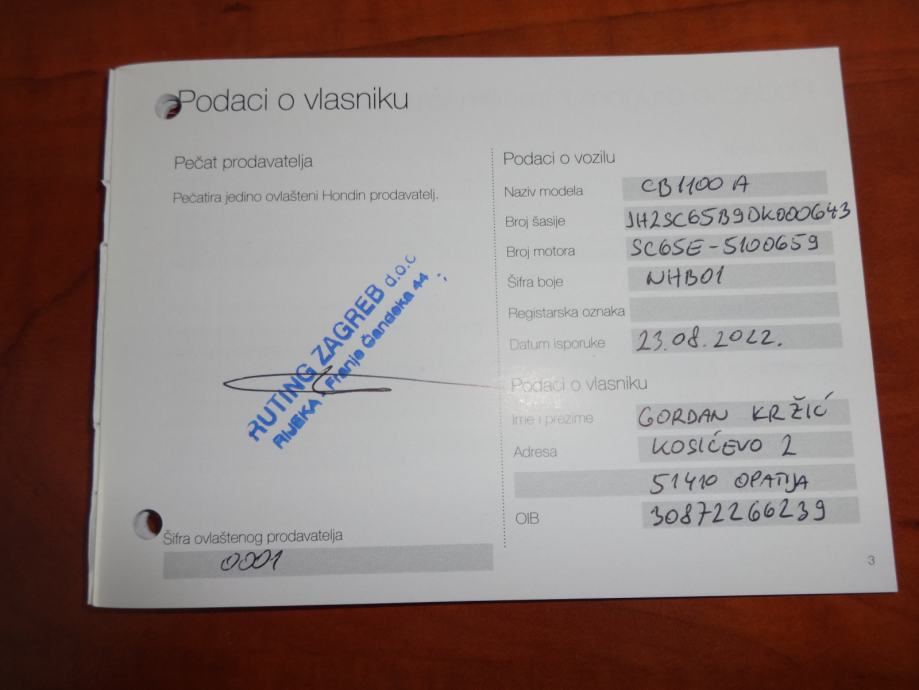 Podaci o vlasniku
Pečat prodavatelja
Pečatira jedino ovlašteni Hondin prodavatelj.
RUTING ZAGREB d.o.o
RIJEKA, Franje Čandeka 44
Šifra ovlaštenog prodavatelja
0001
Podaci o vozilu
Naziv modela CB1100 A
Broj šasije JH2SC65B9DK000643
Broj motora SC65E-5100659
Šifra boje NHB01
Registarska oznaka
Datum isporuke 23.08.2022.
Podaci o vlasniku
Ime i prezime GORDAN KRŽIĆ
Adresa KOSIĆEVO 2
51410 OPATIJA
OIB 30872266239
3